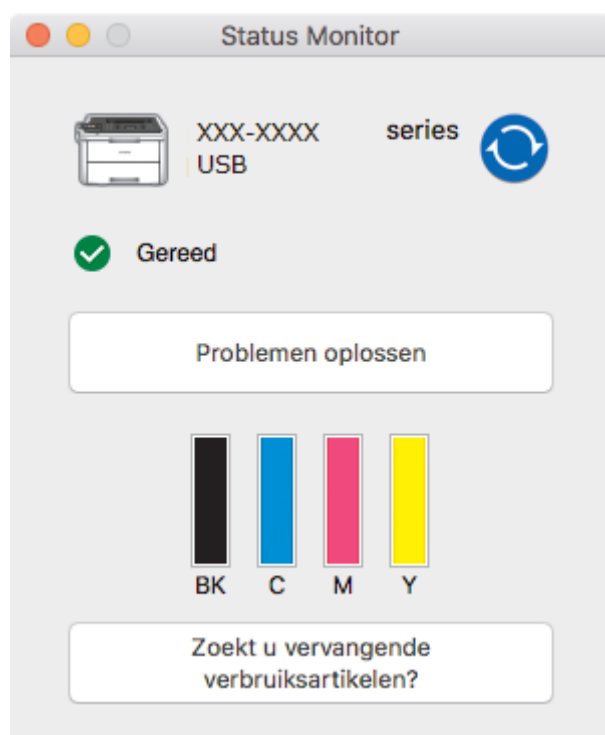 Status Monitor
XXX-XXXX series
USB
Gereed
Problemen oplossen
BK C M Y
Zoekt u vervangende
verbruiksartikelen?